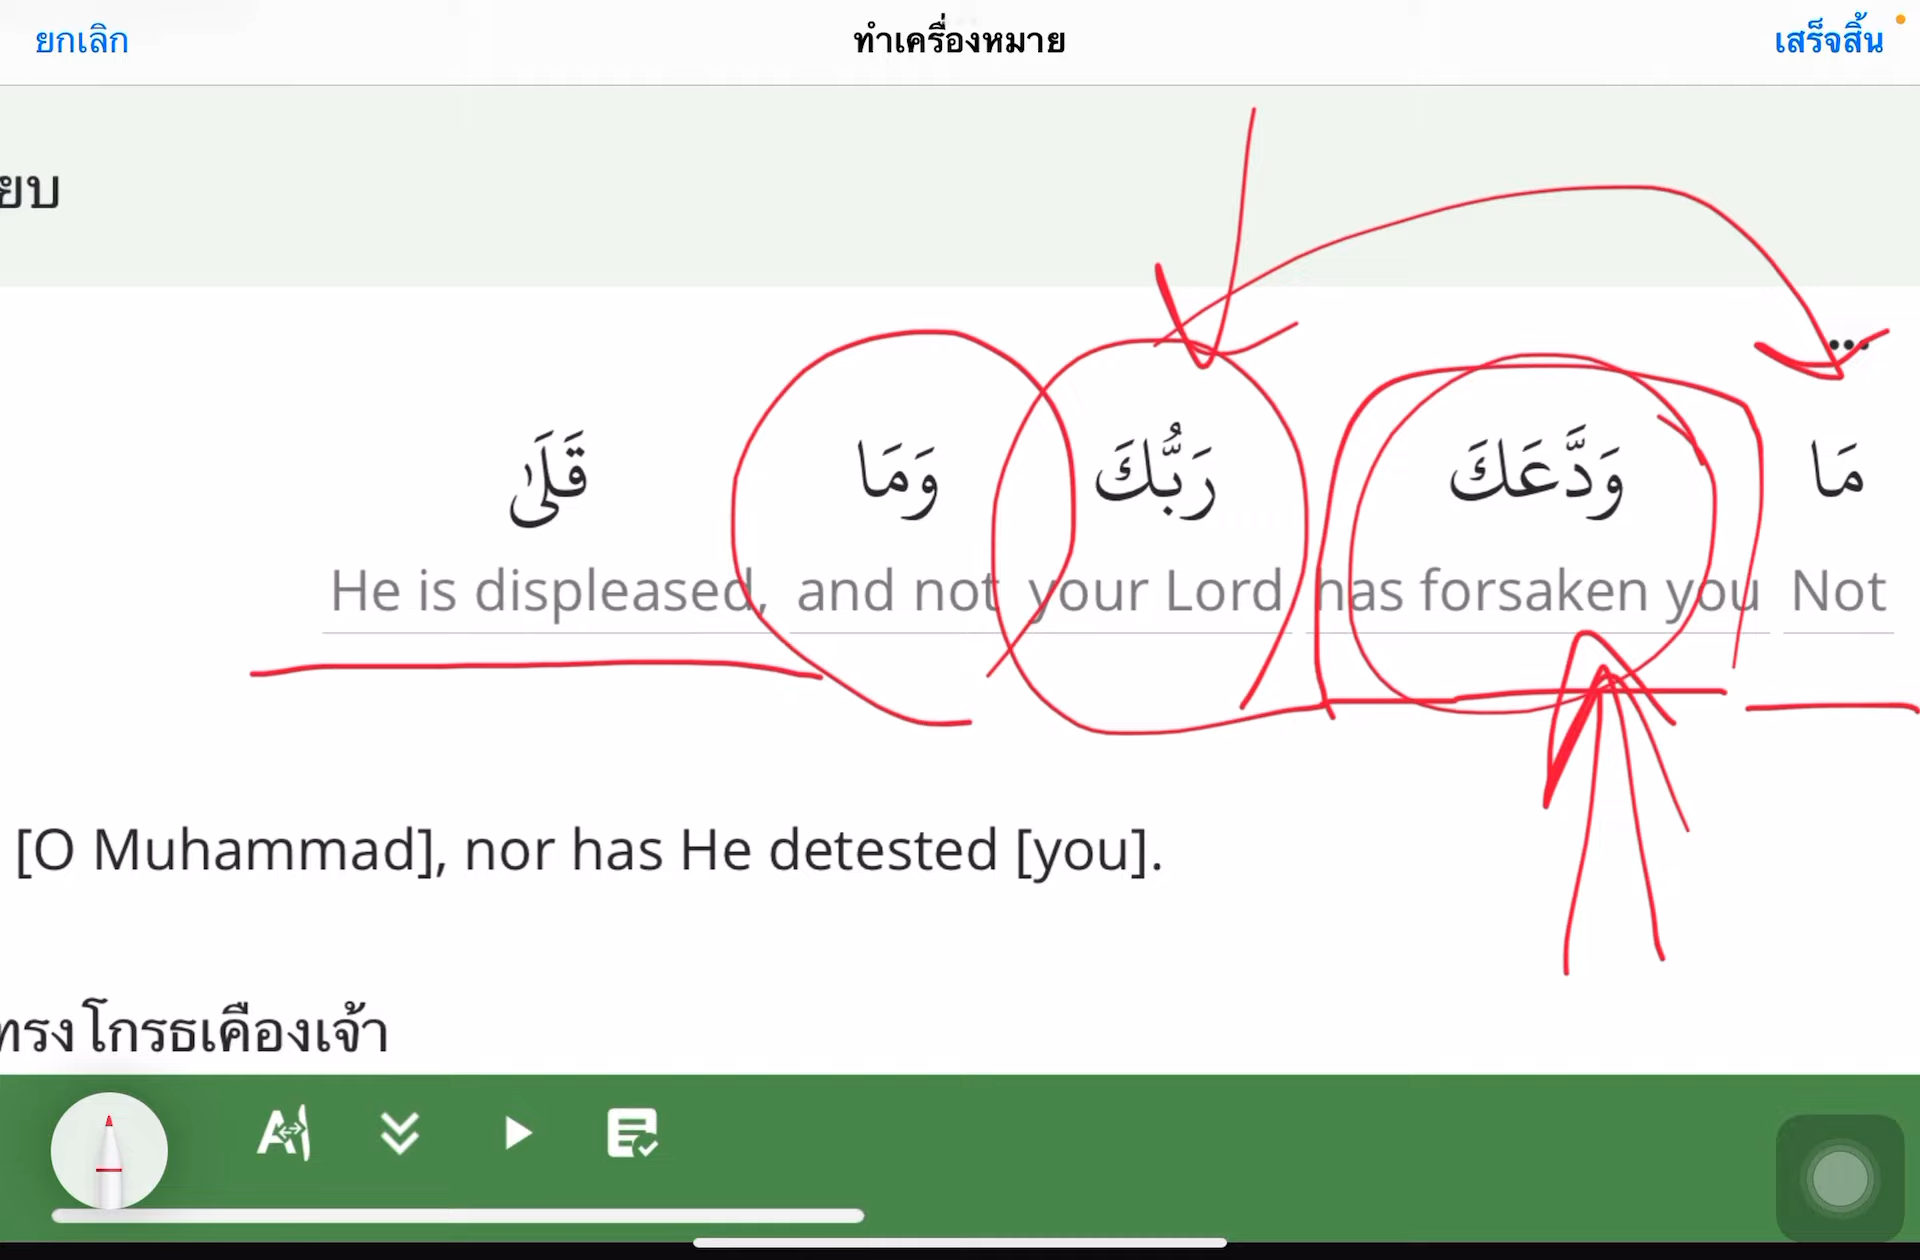 ยกเลิก ทำเครื่องหมาย เสร็จสิ้น
ยบ
مَا وَدَّعَكَ رَبُّكَ وَمَا قَلَىٰ
He is displeased, and not your Lord has forsaken you Not
[O Muhammad], nor has He detested [you].
ทรงโกรธเคืองเจ้า